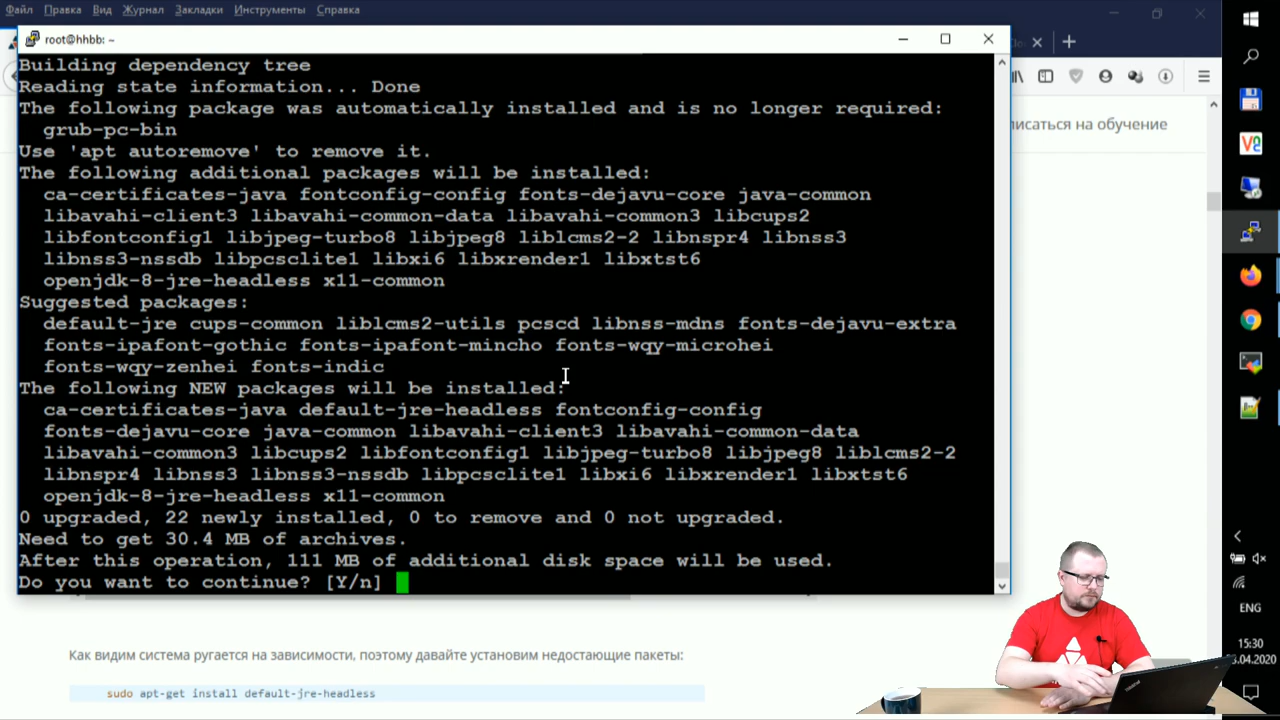 Файл Правка Вид Журнал Закладки Инструменты Справка
root@hhbb: ~
Building dependency tree
Reading state information... Done
The following package was automatically installed and is no longer required:
grub-pc-bin
Use 'apt autoremove' to remove it.
The following additional packages will be installed:
ca-certificates-java fontconfig-config fonts-dejavu-core java-common
libavahi-client3 libavahi-common-data libavahi-common3 libcups2
libfontconfig1 libjpeg-turbo8 libjpeg8 liblcms2-2 libnspr4 libnss3
libnss3-nssdb libpcsclite1 libxi6 libxrender1 libxtst6
openjdk-8-jre-headless x11-common
Suggested packages:
default-jre cups-common liblcms2-utils pcscd libnss-mdns fonts-dejavu-extra
fonts-ipafont-gothic fonts-ipafont-mincho fonts-wqy-microhei
fonts-wqy-zenhei fonts-indic
The following NEW packages will be installed:
ca-certificates-java default-jre-headless fontconfig-config
fonts-dejavu-core java-common libavahi-client3 libavahi-common-data
libavahi-common3 libcups2 libfontconfig1 libjpeg-turbo8 libjpeg8 liblcms2-2
libnspr4 libnss3 libnss3-nssdb libpcsclite1 libxi6 libxrender1 libxtst6
openjdk-8-jre-headless x11-common
0 upgraded, 22 newly installed, 0 to remove and 0 not upgraded.
Need to get 30.4 MB of archives.
After this operation, 111 MB of additional disk space will be used.
Do you want to continue? [Y/n]
писаться на обучение
Как видим система ругается на зависимости, поэтому давайте установим недостающие пакеты:
sudo apt-get install default-jre-headless
ENG
15:30
.04.2020